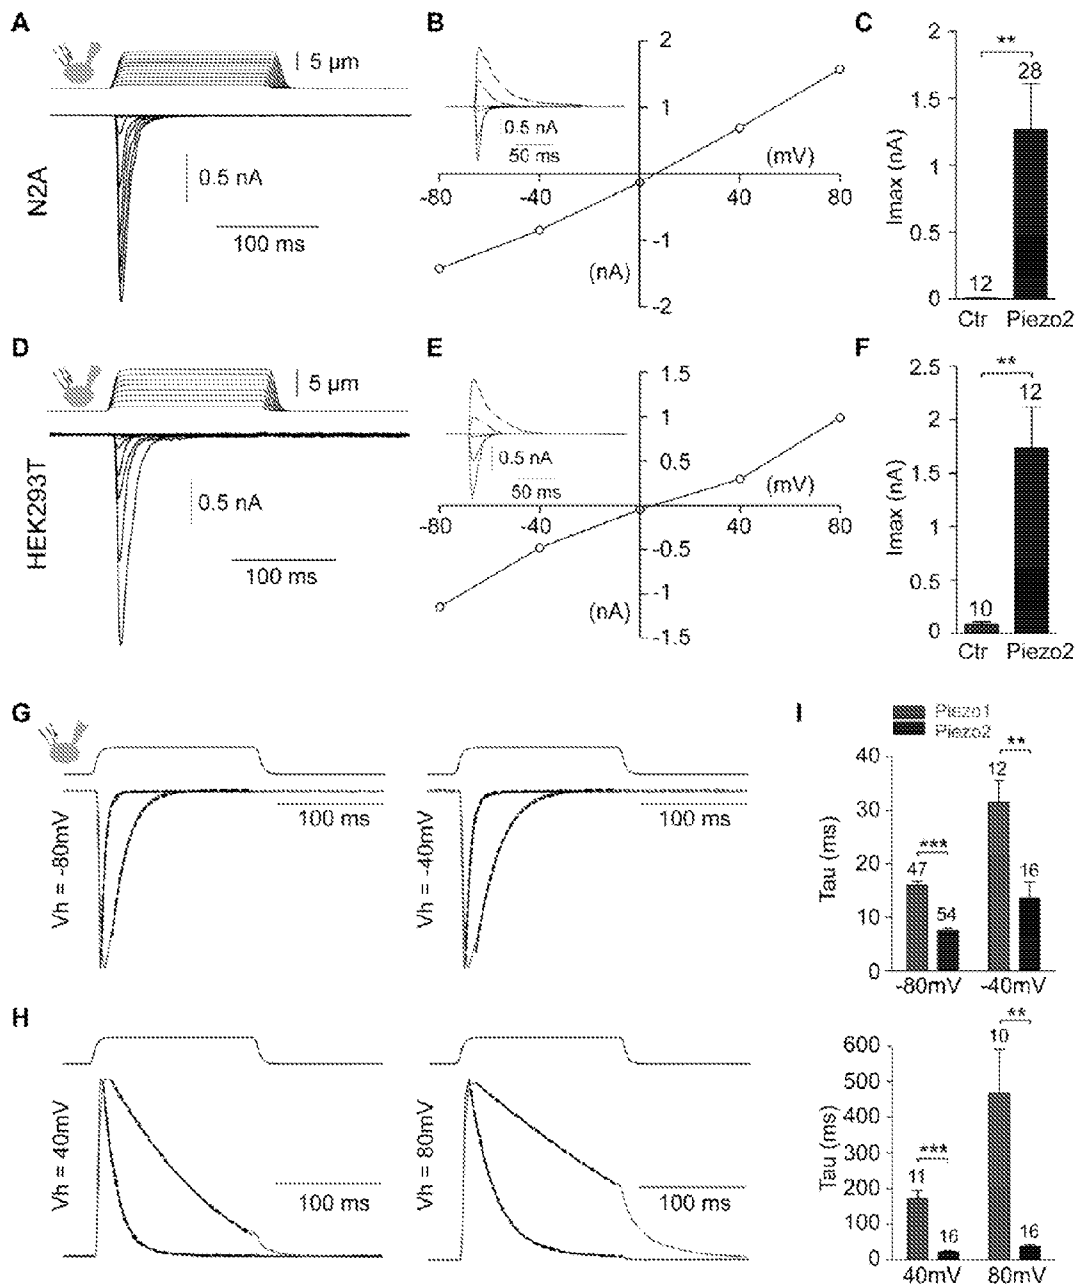 A
5 µm
N2A
0.5 nA
100 ms
B
2
1
-1
-2
(mV)
(nA)
-80
-40
40
80
0.5 nA
50 ms
C
2
1.5
1
0.5
0
Imax (nA)
**
12
28
Ctr
Piezo2
D
5 µm
HEK293T
0.5 nA
100 ms
E
1.5
1
0.5
-0.5
-1
-1.5
(mV)
(nA)
-80
-40
40
80
0.5 nA
50 ms
F
2.5
2
1.5
1
0.5
0
Imax (nA)
**
10
12
Ctr
Piezo2
G
Vh = -80mV
100 ms
Vh = -40mV
100 ms
I
Piezo1
Piezo2
40
30
20
10
0
Tau (ms)
***
47
54
**
12
16
-80mV
-40mV
H
Vh = 40mV
100 ms
Vh = 80mV
100 ms
600
500
400
300
200
100
0
Tau (ms)
***
11
16
**
10
16
40mV
80mV